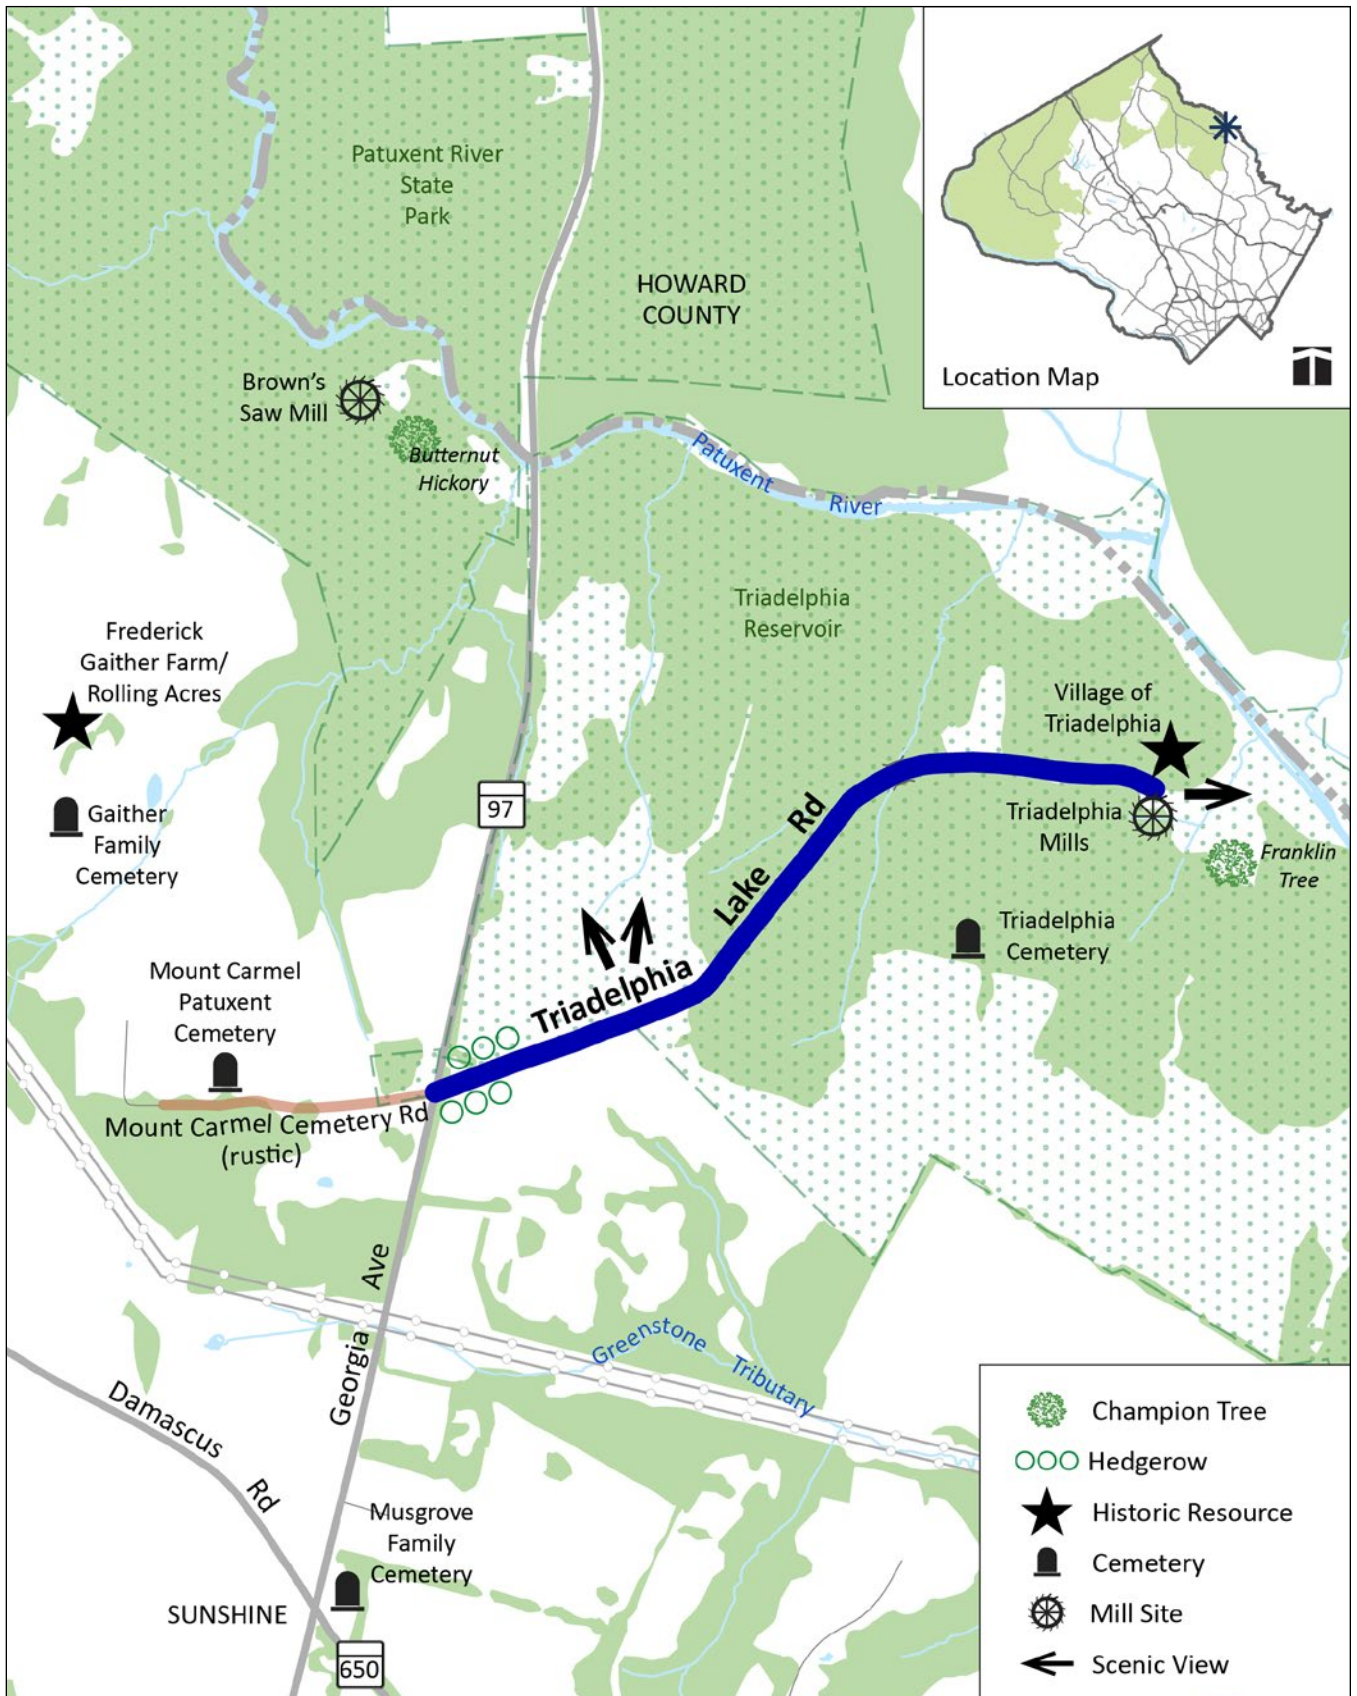 Patuxent River
State
Park
HOWARD
COUNTY
Location Map
Brown's
Saw Mill
Butternut
Hickory
Patuxent
River
Triadelphia
Reservoir
Frederick
Gaither Farm/
Rolling Acres
Village of
Triadelphia
97
Gaither
Family
Cemetery
Triadelphia
Mills
Franklin
Tree
Triadelphia Lake Rd
Triadelphia
Cemetery
Mount Carmel
Patuxent
Cemetery
Mount Carmel Cemetery Rd
(rustic)
Georgia Ave
Greenstone Tributary
Damascus Rd
Musgrove
Family
Cemetery
SUNSHINE
650
Champion Tree
Hedgerow
Historic Resource
Cemetery
Mill Site
Scenic View